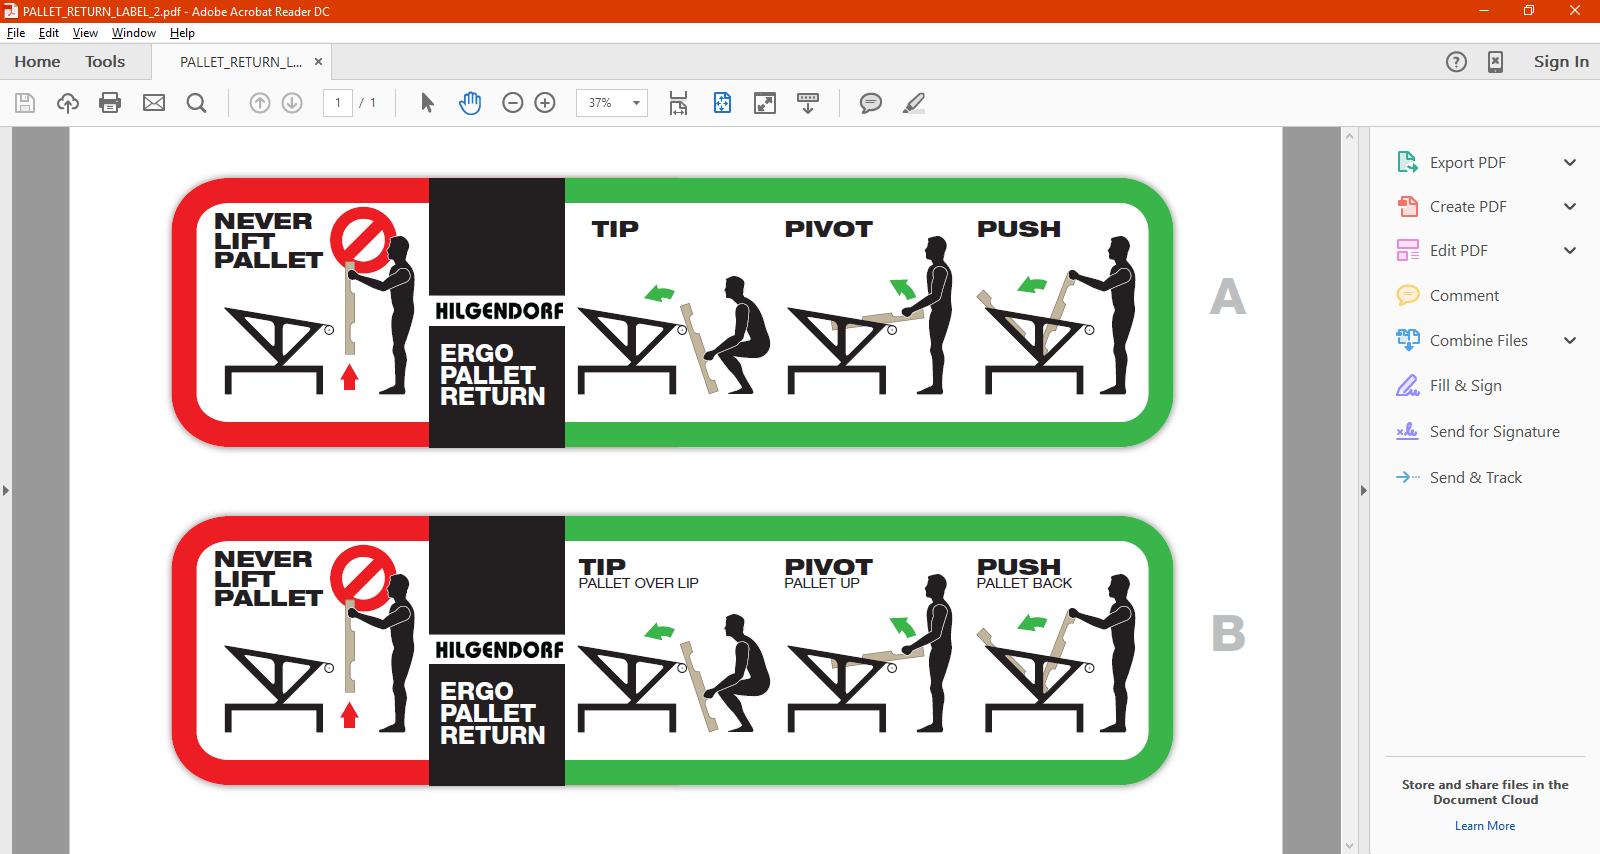 PALLET_RETURN_LABEL_2.pdf - Adobe Acrobat Reader DC
File Edit View Window Help
Home Tools PALLET_RETURN_L... × Sign In
1 / 1 37%
NEVER
LIFT
PALLET
HILGENDORF
ERGO
PALLET
RETURN
TIP
PIVOT
PUSH
A
NEVER
LIFT
PALLET
HILGENDORF
ERGO
PALLET
RETURN
TIP
PALLET OVER LIP
PIVOT
PALLET UP
PUSH
PALLET BACK
B
Export PDF
Create PDF
Edit PDF
Comment
Combine Files
Fill & Sign
Send for Signature
Send & Track
Store and share files in the
Document Cloud
Learn More